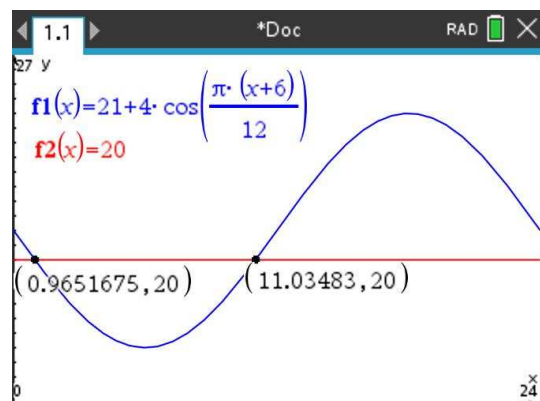 1.1 *Doc RAD
27 y
f1(x)=21+4· cos(π· (x+6)/12)
f2(x)=20
(0.9651675,20) (11.03483,20)
x
0 24